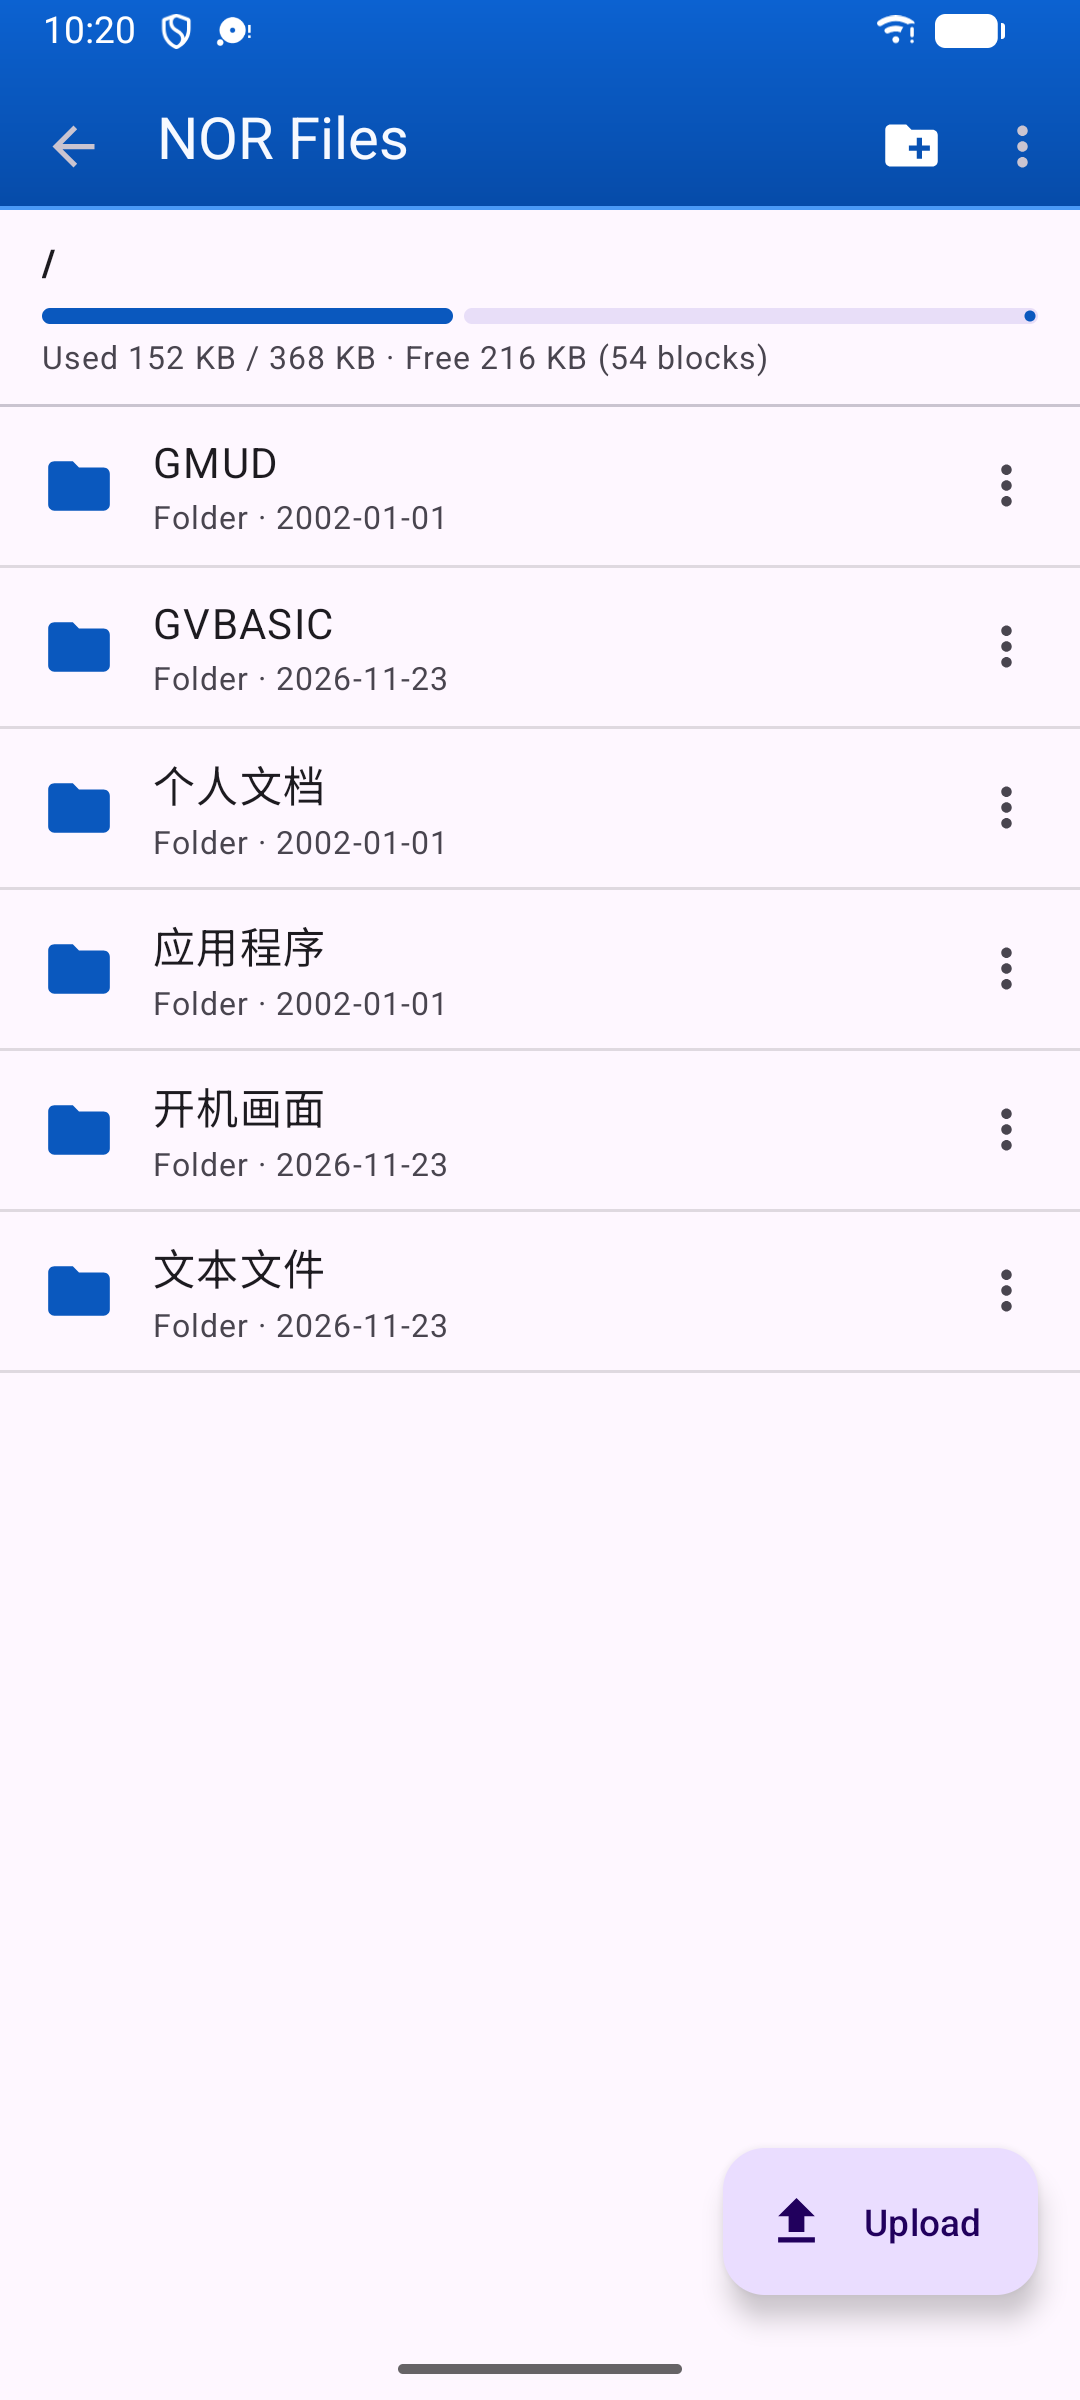 10:20
NOR Files
/
Used 152 KB / 368 KB · Free 216 KB (54 blocks)
GMUD
Folder · 2002-01-01
GVBASIC
Folder · 2026-11-23
个人文档
Folder · 2002-01-01
应用程序
Folder · 2002-01-01
开机画面
Folder · 2026-11-23
文本文件
Folder · 2026-11-23
Upload